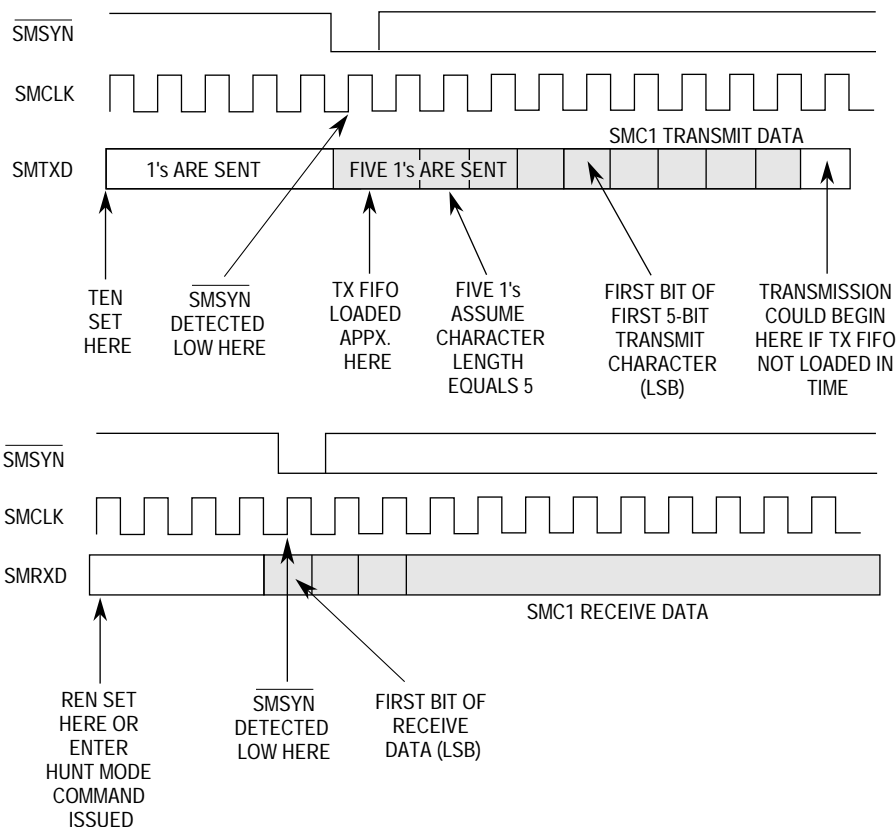 SMSYN
SMCLK
SMC1 TRANSMIT DATA
SMTXD
1's ARE SENT
FIVE 1's ARE SENT
TEN
SET
HERE
SMSYN
DETECTED
LOW HERE
TX FIFO
LOADED
APPX.
HERE
FIVE 1's
ASSUME
CHARACTER
LENGTH
EQUALS 5
FIRST BIT OF
FIRST 5-BIT
TRANSMIT
CHARACTER
(LSB)
TRANSMISSION
COULD BEGIN
HERE IF TX FIFO
NOT LOADED IN
TIME
SMSYN
SMCLK
SMRXD
SMC1 RECEIVE DATA
REN SET
HERE OR
ENTER
HUNT MODE
COMMAND
ISSUED
SMSYN
DETECTED
LOW HERE
FIRST BIT OF
RECEIVE
DATA (LSB)